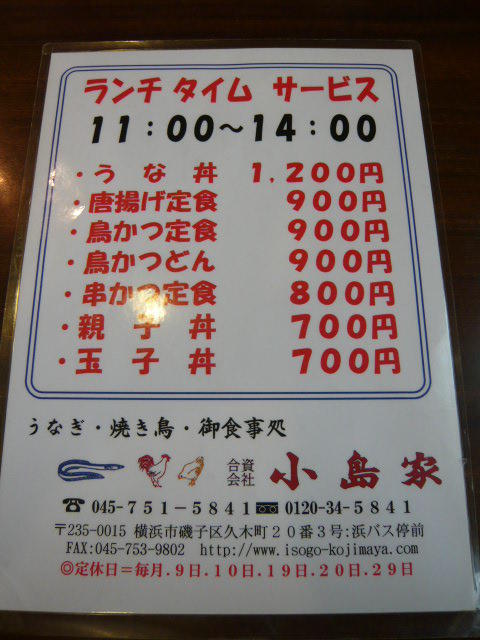 ランチ タイム サービス
11:00～14:00
・うな丼 1,200円
・唐揚げ定食 900円
・鳥かつ定食 900円
・鳥かつどん 900円
・串かつ定食 800円
・親子丼 700円
・玉子丼 700円
うなぎ・焼き鳥・御食事処
合資会社 小島家
☎ 045-751-5841 0120-34-5841
〒235-0015 横浜市磯子区久木町20番3号:浜バス停前
FAX:045-753-9802 http://www.isogo-kojimaya.com
◎定休日=毎月.9日.10日.19日.20日.29日